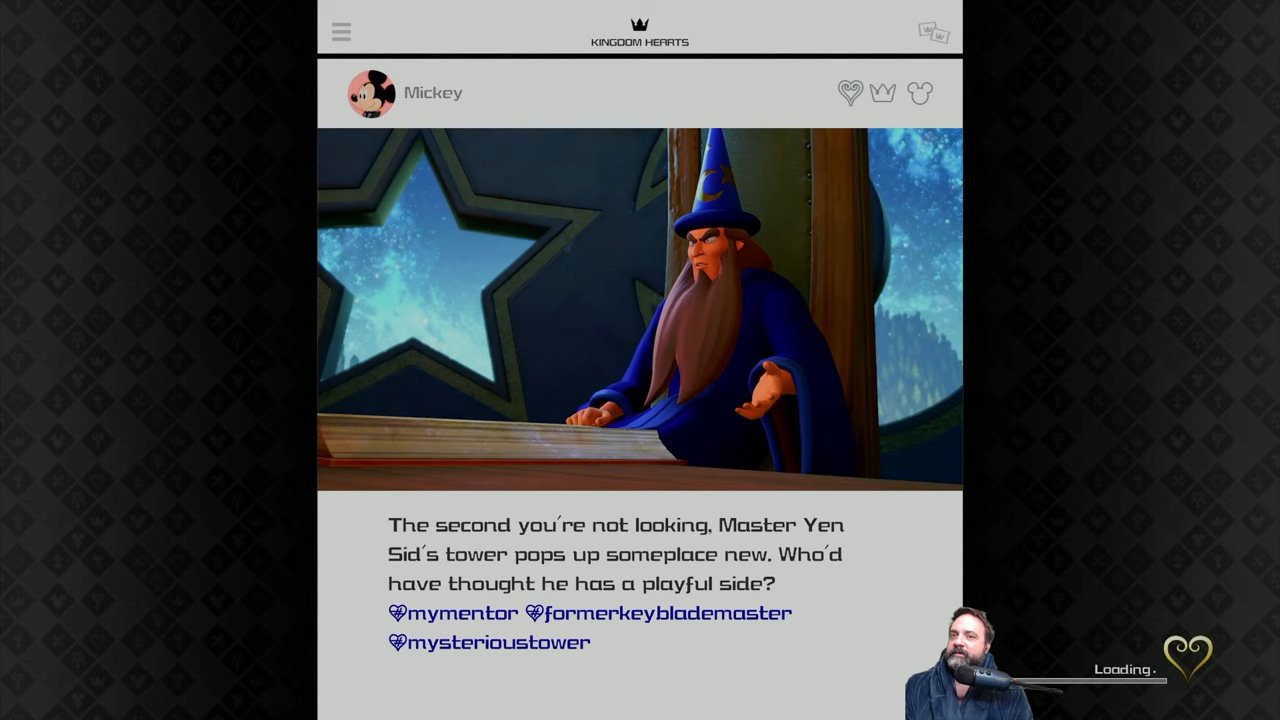 KINGDOM HEARTS
Mickey
The second you're not looking, Master Yen
Sid's tower pops up someplace new. Who'd
have thought he has a playful side?
#mymentor #formerkeyblademaster
#mysterioustower
Loading.